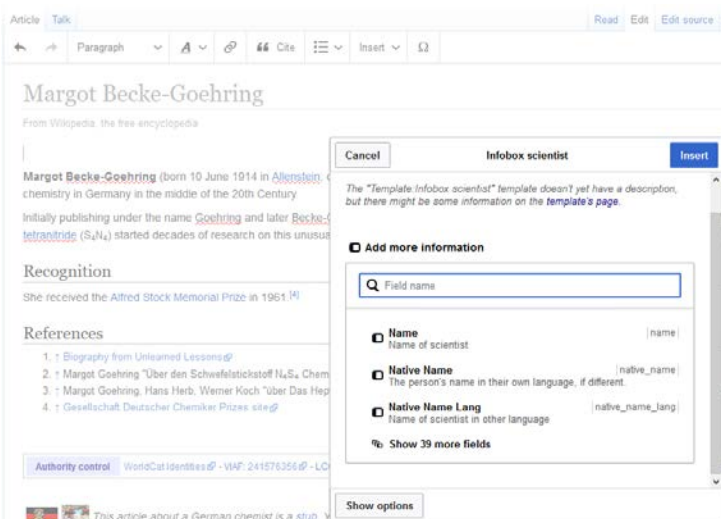 Article Talk Read Edit Edit source
Paragraph A Cite Insert Ω
Margot Becke-Goehring
From Wikipedia, the free encyclopedia
Cancel Infobox scientist Insert
Margot Becke-Goehring (born 10 June 1914 in Allenstein,
chemistry in Germany in the middle of the 20th Century
The "Template:Infobox scientist" template doesn't yet have a description,
but there might be some information on the template's page.
Initially publishing under the name Goehring and later Becke-
tetranitride (S₄N₄) started decades of research on this unusua
Add more information
Recognition
Field name
She received the Alfred Stock Memorial Prize in 1961.[4]
References
Name name
Name of scientist
1. ↑ Biography from Unlearned Lessons
Native Name native_name
The person's name in their own language, if different.
2. ↑ Margot Goehring "Über den Schwefelstickstoff N₄S₄ Chem
3. ↑ Margot Goehring, Hans Herb, Werner Koch "über Das Hep
4. ↑ Gesellschaft Deutscher Chemiker Prizes site
Native Name Lang native_name_lang
Name of scientist in other language
Show 39 more fields
Authority control WorldCat Identities - VIAF: 241576356 - LC
Show options
This article about a German chemist is a stub.